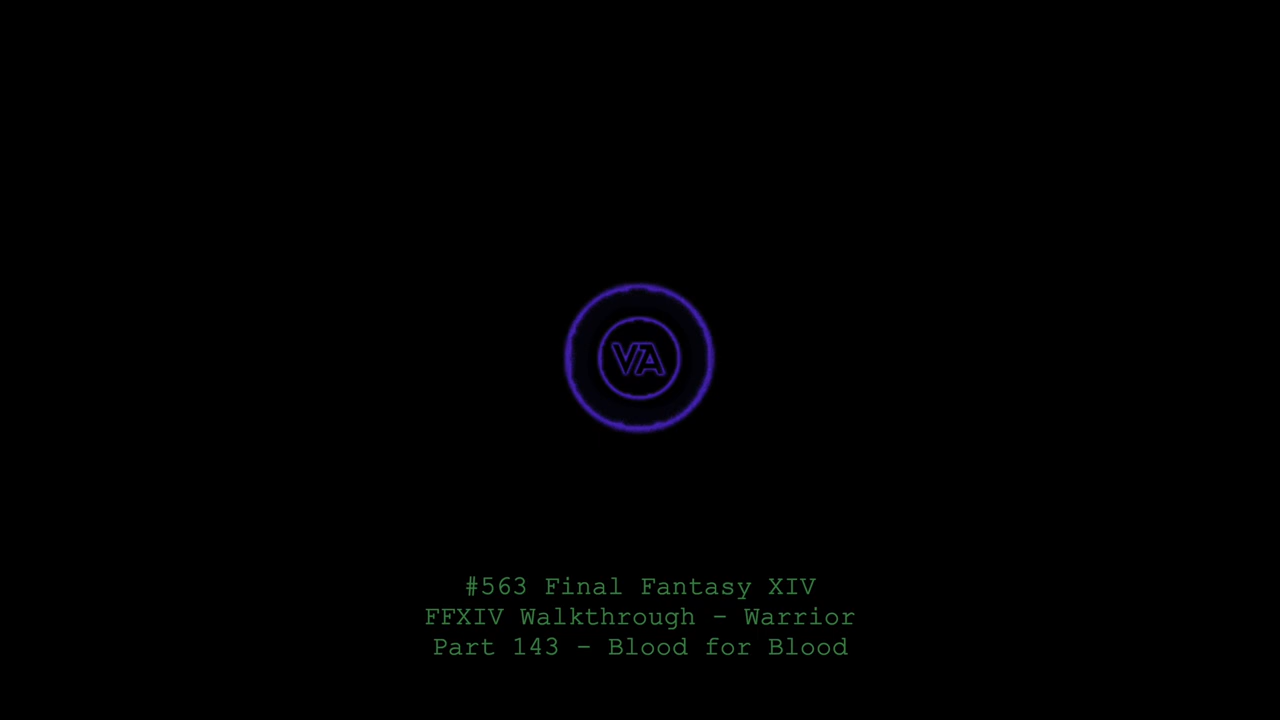 VA
#563 Final Fantasy XIV
FFXIV Walkthrough - Warrior
Part 143 - Blood for Blood